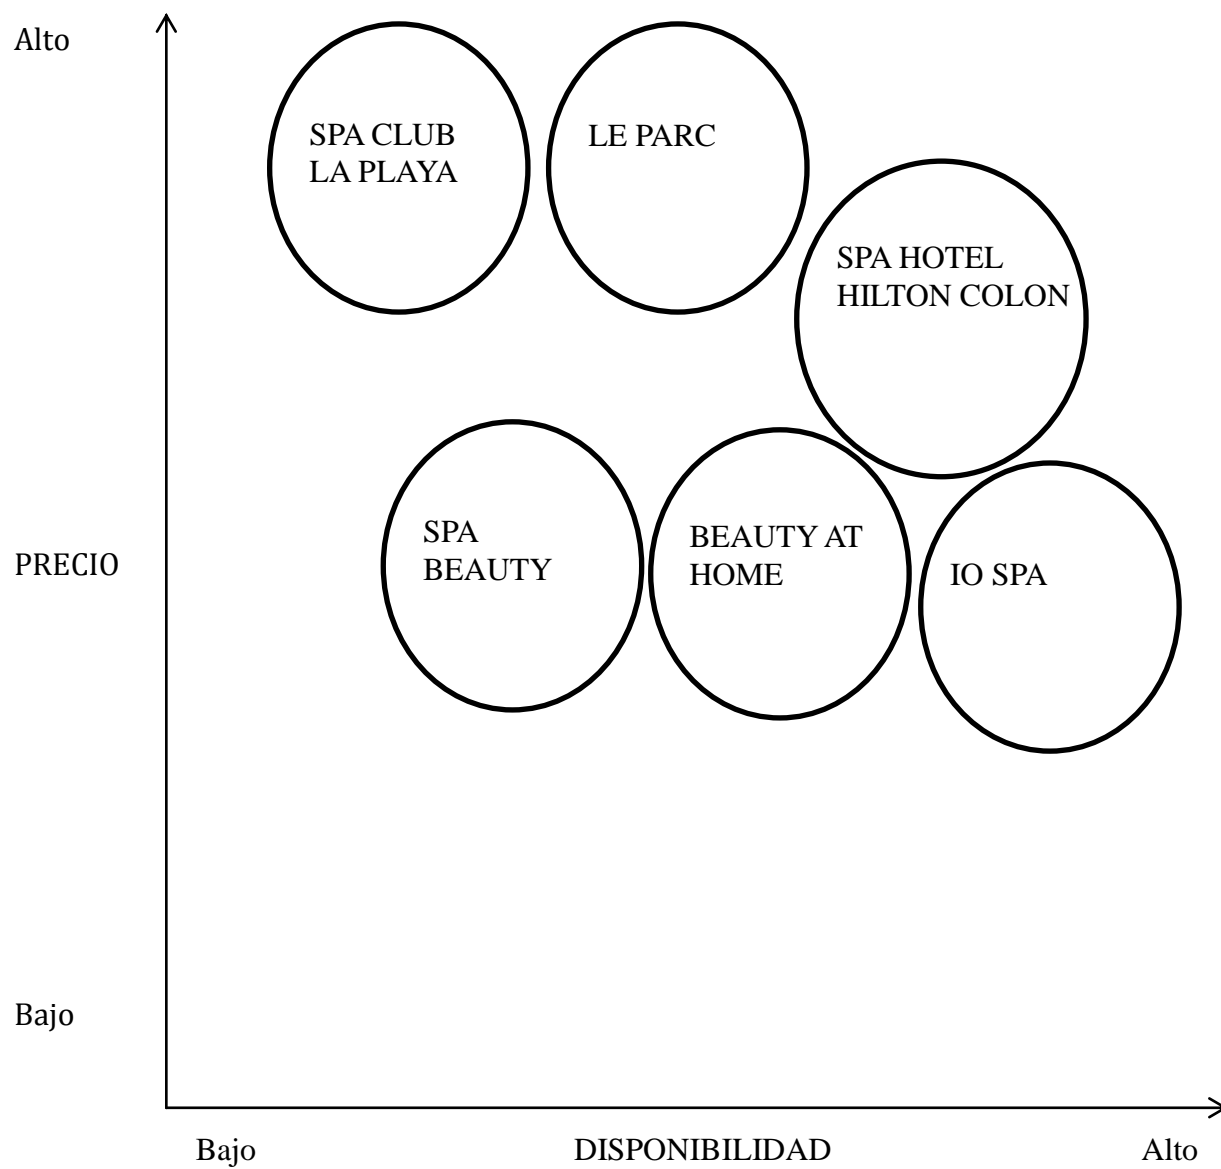 Alto
SPA CLUB
LA PLAYA
LE PARC
SPA HOTEL
HILTON COLON
SPA
BEAUTY
BEAUTY AT
HOME
IO SPA
PRECIO
Bajo
Bajo
DISPONIBILIDAD
Alto